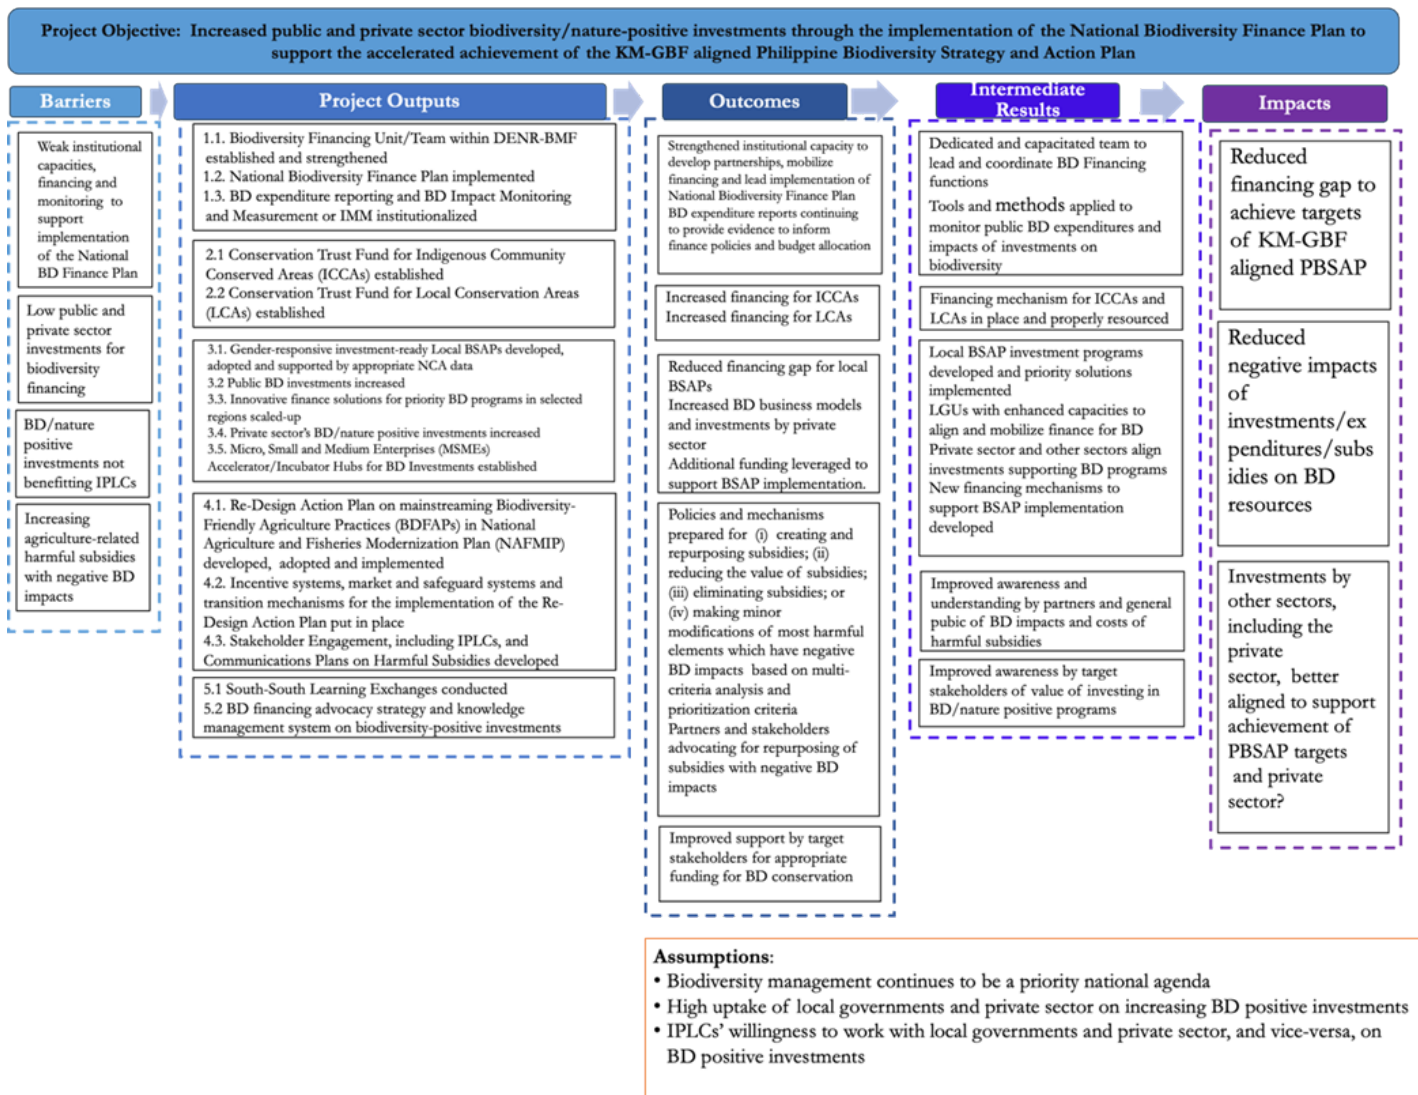 Project Objective: Increased public and private sector biodiversity/nature-positive investments through the implementation of the National Biodiversity Finance Plan to
support the accelerated achievement of the KM-GBF aligned Philippine Biodiversity Strategy and Action Plan
Barriers
Weak institutional
capacities,
financing and
monitoring to
support
implementation
of the National
BD Finance Plan
Low public and
private sector
investments for
biodiversity
financing
BD/nature
positive
investments not
benefitting IPLCs
Increasing
agriculture-related
harmful subsidies
with negative BD
impacts
Project Outputs
1.1. Biodiversity Financing Unit/Team within DENR-BMF
established and strengthened
1.2. National Biodiversity Finance Plan implemented
1.3. BD expenditure reporting and BD Impact Monitoring
and Measurement or IMM institutionalized
2.1 Conservation Trust Fund for Indigenous Community
Conserved Areas (ICCAs) established
2.2 Conservation Trust Fund for Local Conservation Areas
(LCAs) established
3.1. Gender-responsive investment-ready Local BSAPs developed,
adopted and supported by appropriate NCA data
3.2 Public BD investments increased
3.3. Innovative finance solutions for priority BD programs in selected
regions scaled-up
3.4. Private sector's BD/nature positive investments increased
3.5. Micro, Small and Medium Enterprises (MSMEs)
Accelerator/Incubator Hubs for BD Investments established
4.1. Re-Design Action Plan on mainstreaming Biodiversity-
Friendly Agriculture Practices (BDFAPs) in National
Agriculture and Fisheries Modernization Plan (NAFMIP)
developed, adopted and implemented
4.2. Incentive systems, market and safeguard systems and
transition mechanisms for the implementation of the Re-
Design Action Plan put in place
4.3. Stakeholder Engagement, including IPLCs, and
Communications Plans on Harmful Subsidies developed
5.1 South-South Learning Exchanges conducted
5.2 BD financing advocacy strategy and knowledge
management system on biodiversity-positive investments
Outcomes
Strengthened institutional capacity to
develop partnerships, mobilize
financing and lead implementation of
National Biodiversity Finance Plan
BD expenditure reports continuing
to provide evidence to inform
finance policies and budget allocation
Increased financing for ICCAs
Increased financing for LCAs
Reduced financing gap for local
BSAPs
Increased BD business models
and investments by private
sector
Additional funding leveraged to
support BSAP implementation.
Policies and mechanisms
prepared for (i) creating and
repurposing subsidies; (ii)
reducing the value of subsidies;
(iii) eliminating subsidies; or
(iv) making minor
modifications of most harmful
elements which have negative
BD impacts based on multi-
criteria analysis and
prioritization criteria
Partners and stakeholders
advocating for repurposing of
subsidies with negative BD
impacts
Improved support by target
stakeholders for appropriate
funding for BD conservation
Intermediate
Results
Dedicated and capacitated team to
lead and coordinate BD Financing
functions
Tools and methods applied to
monitor public BD expenditures and
impacts of investments on
biodiversity
Financing mechanism for ICCAs and
LCAs in place and properly resourced
Local BSAP investment programs
developed and priority solutions
implemented
LGUs with enhanced capacities to
align and mobilize finance for BD
Private sector and other sectors align
investments supporting BD programs
New financing mechanisms to
support BSAP implementation
developed
Improved awareness and
understanding by partners and general
pubic of BD impacts and costs of
harmful subsidies
Improved awareness by target
stakeholders of value of investing in
BD/nature positive programs
Impacts
Reduced
financing gap to
achieve targets
of KM-GBF
aligned PBSAP
Reduced
negative impacts
of
investments/ex
penditures/subs
idies on BD
resources
Investments by
other sectors,
including the
private
sector, better
aligned to support
achievement of
PBSAP targets
and private
sector?
Assumptions:
• Biodiversity management continues to be a priority national agenda
• High uptake of local governments and private sector on increasing BD positive investments
• IPLCs' willingness to work with local governments and private sector, and vice-versa, on
BD positive investments